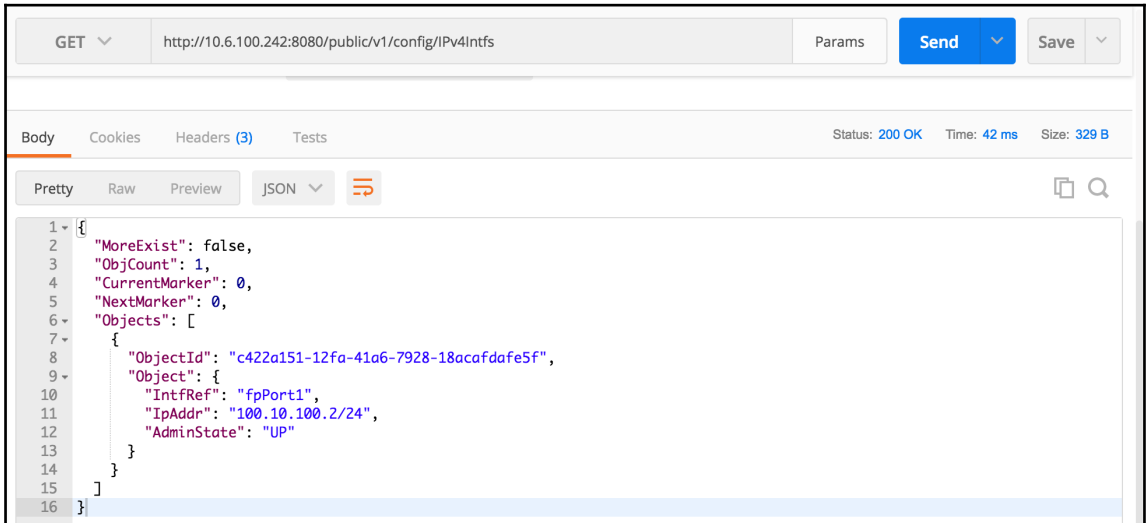 GET http://10.6.100.242:8080/public/v1/config/IPv4Intfs Params Send Save
Body Cookies Headers (3) Tests Status: 200 OK Time: 42 ms Size: 329 B
Pretty Raw Preview JSON
1 {
2 "MoreExist": false,
3 "ObjCount": 1,
4 "CurrentMarker": 0,
5 "NextMarker": 0,
6 "Objects": [
7 {
8 "ObjectId": "c422a151-12fa-41a6-7928-18acafdafe5f",
9 "Object": {
10 "IntfRef": "fpPort1",
11 "IpAddr": "100.10.100.2/24",
12 "AdminState": "UP"
13 }
14 }
15 ]
16 }